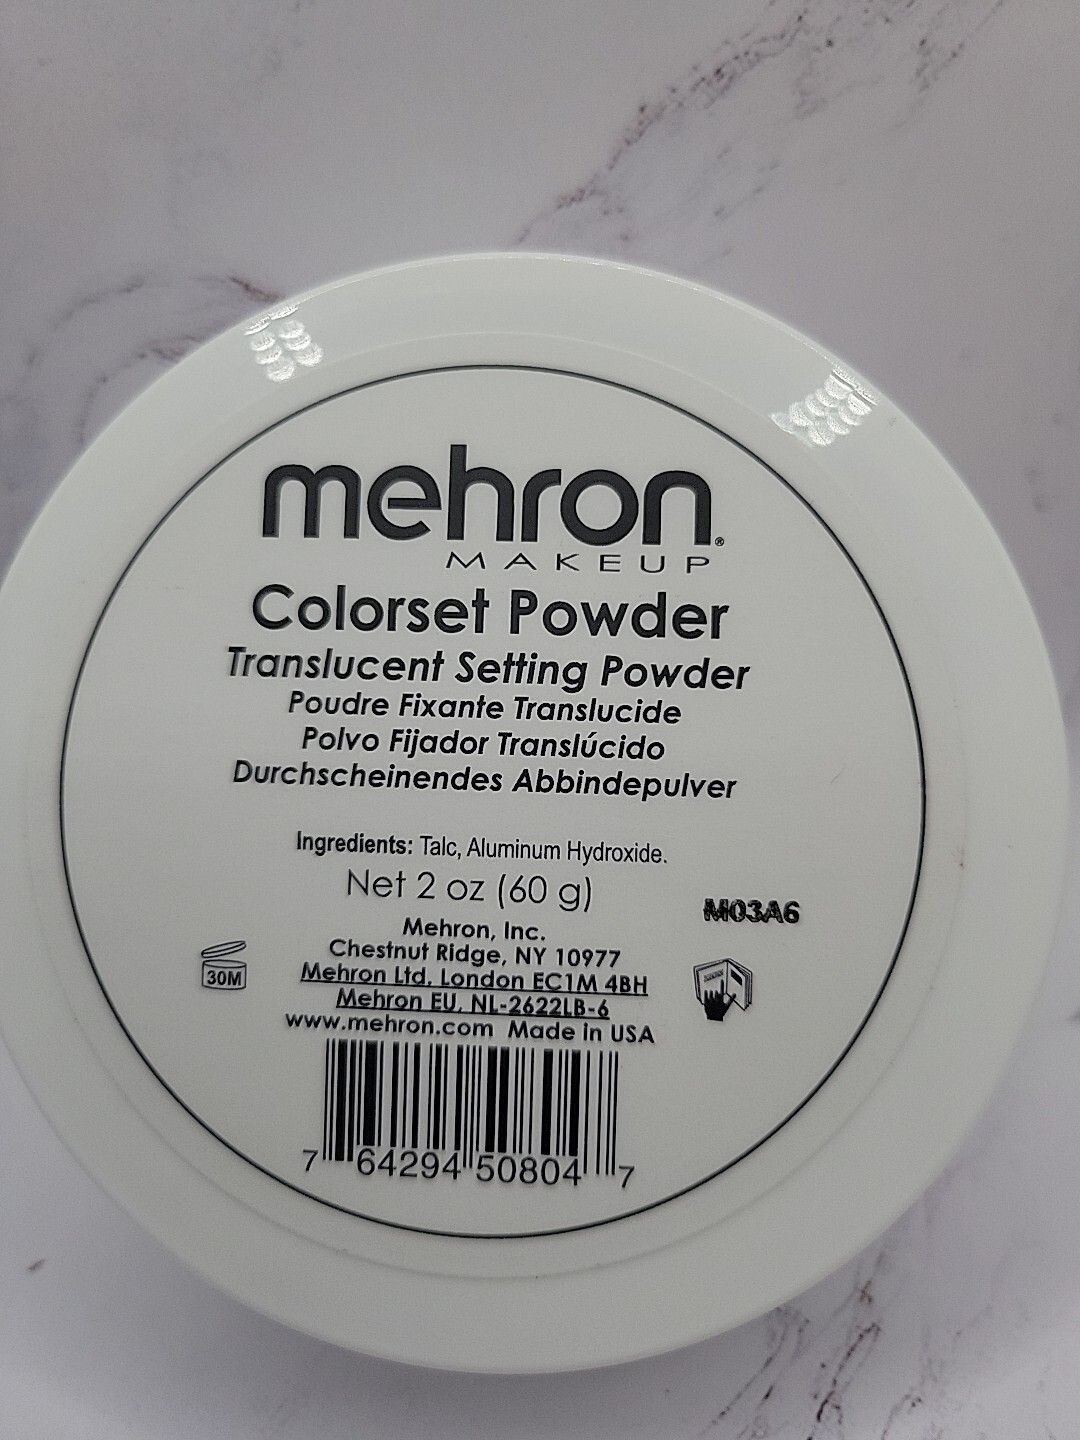 mehron®
MAKEUP
Colorset Powder
Translucent Setting Powder
Poudre Fixante Translucide
Polvo Fijador Translúcido
Durchscheinendes Abbindepulver
Ingredients: Talc, Aluminum Hydroxide.
Net 2 oz (60 g)
M03A6
Mehron, Inc.
Chestnut Ridge, NY 10977
30M
Mehron Ltd. London EC1M 4BH
Mehron EU, NL-2622LB-6
www.mehron.com Made in USA
7 64294 50804 7